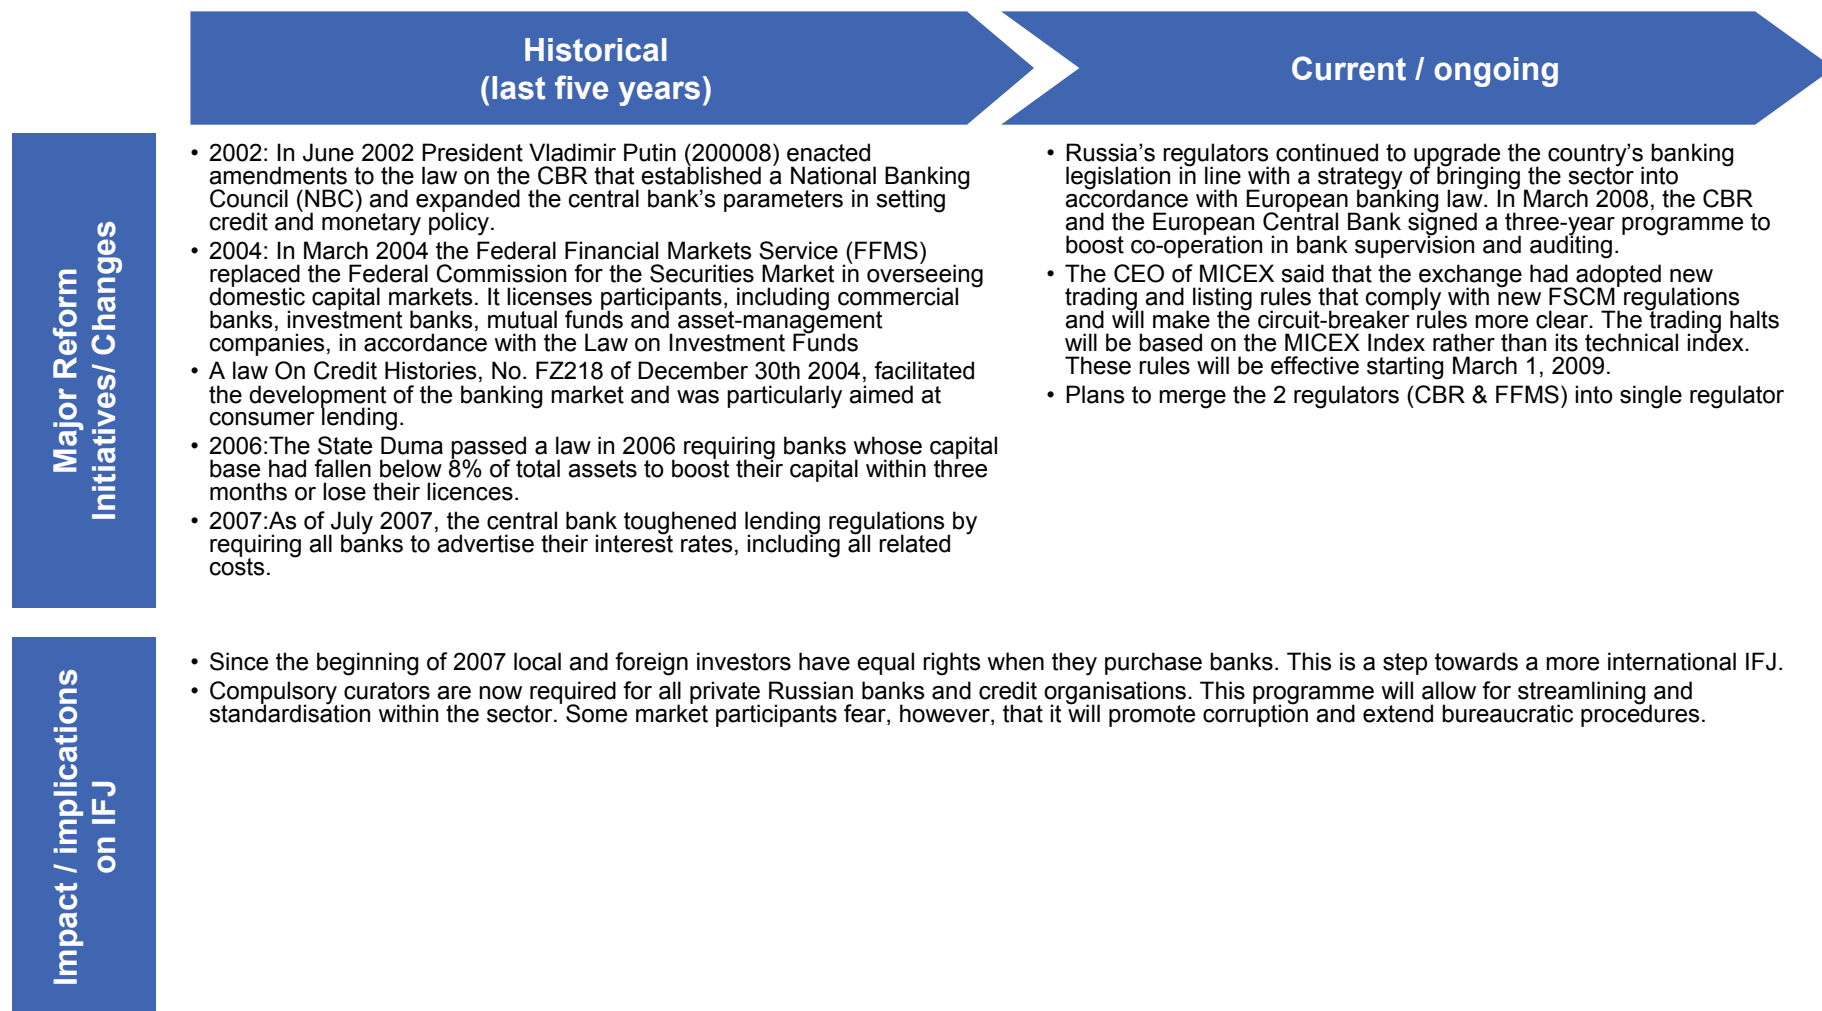 Historical
(last five years)
Current / ongoing
Major Reform
Initiatives/ Changes
• 2002: In June 2002 President Vladimir Putin (200008) enacted
amendments to the law on the CBR that established a National Banking
Council (NBC) and expanded the central bank’s parameters in setting
credit and monetary policy.
• 2004: In March 2004 the Federal Financial Markets Service (FFMS)
replaced the Federal Commission for the Securities Market in overseeing
domestic capital markets. It licenses participants, including commercial
banks, investment banks, mutual funds and asset-management
companies, in accordance with the Law on Investment Funds
• A law On Credit Histories, No. FZ218 of December 30th 2004, facilitated
the development of the banking market and was particularly aimed at
consumer lending.
• 2006:The State Duma passed a law in 2006 requiring banks whose capital
base had fallen below 8% of total assets to boost their capital within three
months or lose their licences.
• 2007:As of July 2007, the central bank toughened lending regulations by
requiring all banks to advertise their interest rates, including all related
costs.
• Russia’s regulators continued to upgrade the country’s banking
legislation in line with a strategy of bringing the sector into
accordance with European banking law. In March 2008, the CBR
and the European Central Bank signed a three-year programme to
boost co-operation in bank supervision and auditing.
• The CEO of MICEX said that the exchange had adopted new
trading and listing rules that comply with new FSCM regulations
and will make the circuit-breaker rules more clear. The trading halts
will be based on the MICEX Index rather than its technical index.
These rules will be effective starting March 1, 2009.
• Plans to merge the 2 regulators (CBR & FFMS) into single regulator
Impact / implications
on IFJ
• Since the beginning of 2007 local and foreign investors have equal rights when they purchase banks. This is a step towards a more international IFJ.
• Compulsory curators are now required for all private Russian banks and credit organisations. This programme will allow for streamlining and
standardisation within the sector. Some market participants fear, however, that it will promote corruption and extend bureaucratic procedures.